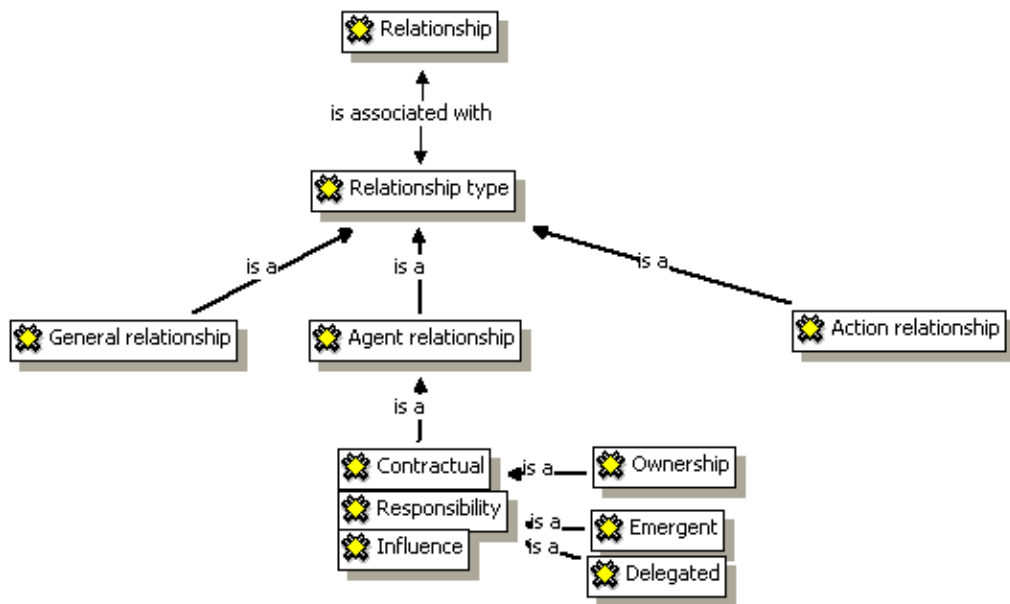 Relationship
is associated with
Relationship type
is a
is a
is a
General relationship
Agent relationship
Action relationship
is a
Contractual
is a
Ownership
Responsibility
is a
Emergent
Influence
is a
Delegated